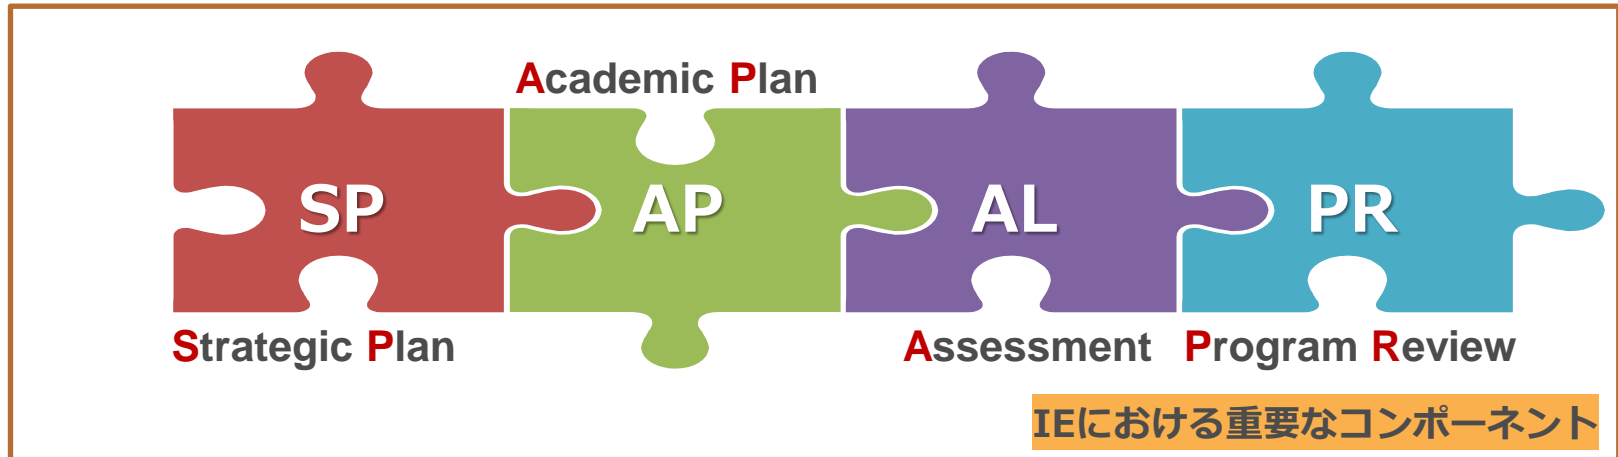 Academic Plan
SP
AP
AL
PR
Strategic Plan
Assessment
Program Review
IEにおける重要なコンポーネント